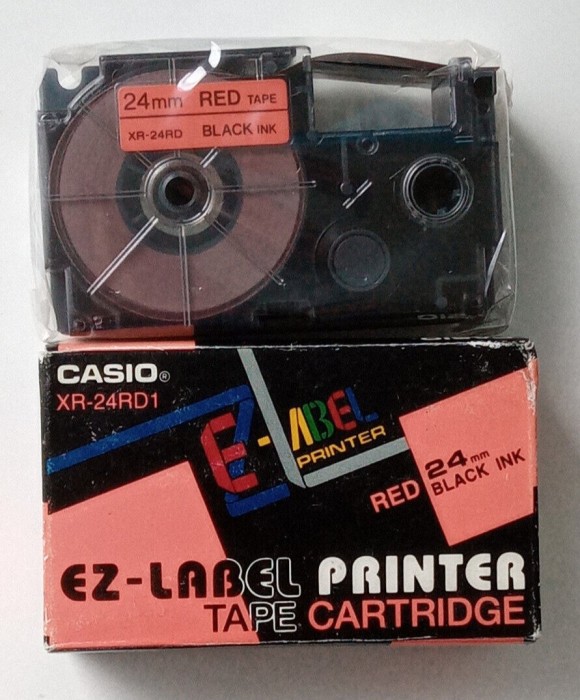 24mm RED TAPE
XR-24RD BLACK INK
CASIO®
XR-24RD1
E-LABEL
PRINTER
RED 24mm
BLACK INK
EZ-LABEL PRINTER
TAPE CARTRIDGE